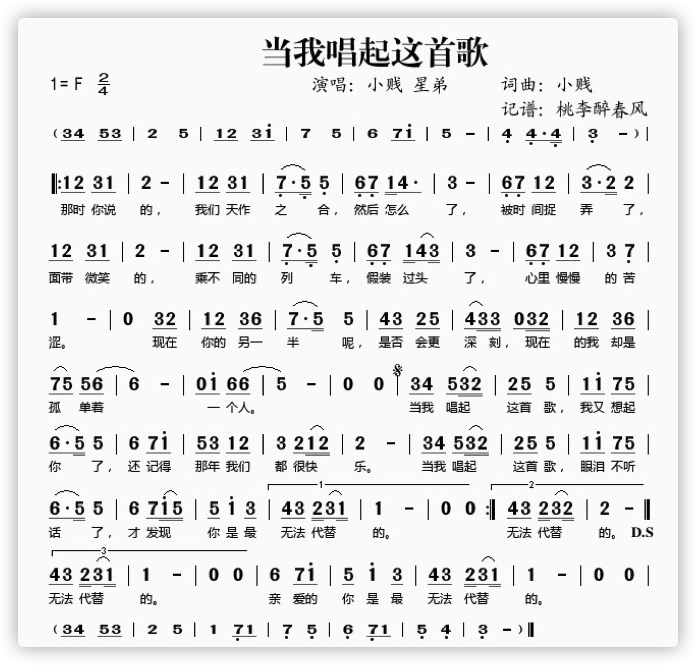 当我唱起这首歌
1= F 2/4
演唱：小贱 星弟 词曲：小贱
记谱：桃李醉春风
(34 53 | 2 5 | 12 3i | 7 5 | 6 7i | 5 - | 4 4·4 | 3 - ) |
‖: 12 31 | 2 - | 12 31 | 7·5 5 | 67 14· | 3 - | 67 12 | 3·2 2 |
那时 你说 的， 我们 天作 之 合， 然后 怎么 了， 被时 间捉 弄 了，
12 31 | 2 - | 12 31 | 7·5 5 | 67 143 | 3 - | 67 12 | 3 7 |
面带 微笑 的， 乘不 同的 列 车， 假装 过头 了， 心里 慢慢 的 苦
1 - | 0 32 | 12 36 | 7·5 5 | 43 25 | 433 032 | 12 36 |
涩。 现在 你的 另一 半 呢， 是否 会更 深 刻，现在 的我 却是
75 56 | 6 - | 0i 66 | 5 - | 0 0 | 34 532 | 25 5 | 1i 75 |
孤 单着 一 个人。 当我 唱起 这首 歌，我又 想起
6·5 5 | 6 7i | 53 12 | 3 212 | 2 - | 34 532 | 25 5 | 1i 75 |
你 了，还 记得 那年 我们 都 很快 乐。 当我 唱起 这首 歌，眼泪 不听
1 2
6·5 5 | 6 7i5 | 5 i 3 | 43 231 | 1 - | 0 0 :‖ 43 232 | 2 - ‖
话 了，才 发现 你 是 最 无法 代替 的。 无法 代替 的。 D.S
3
43 231 | 1 - | 0 0 | 6 7i | 5 i 3 | 43 231 | 1 - | 0 0 |
无法 代替 的。 亲 爱的 你 是 最 无法 代替 的。
(34 53 | 2 5 | 1 71 | 7 5 | 6 71 | 5 4 | 3 - )‖